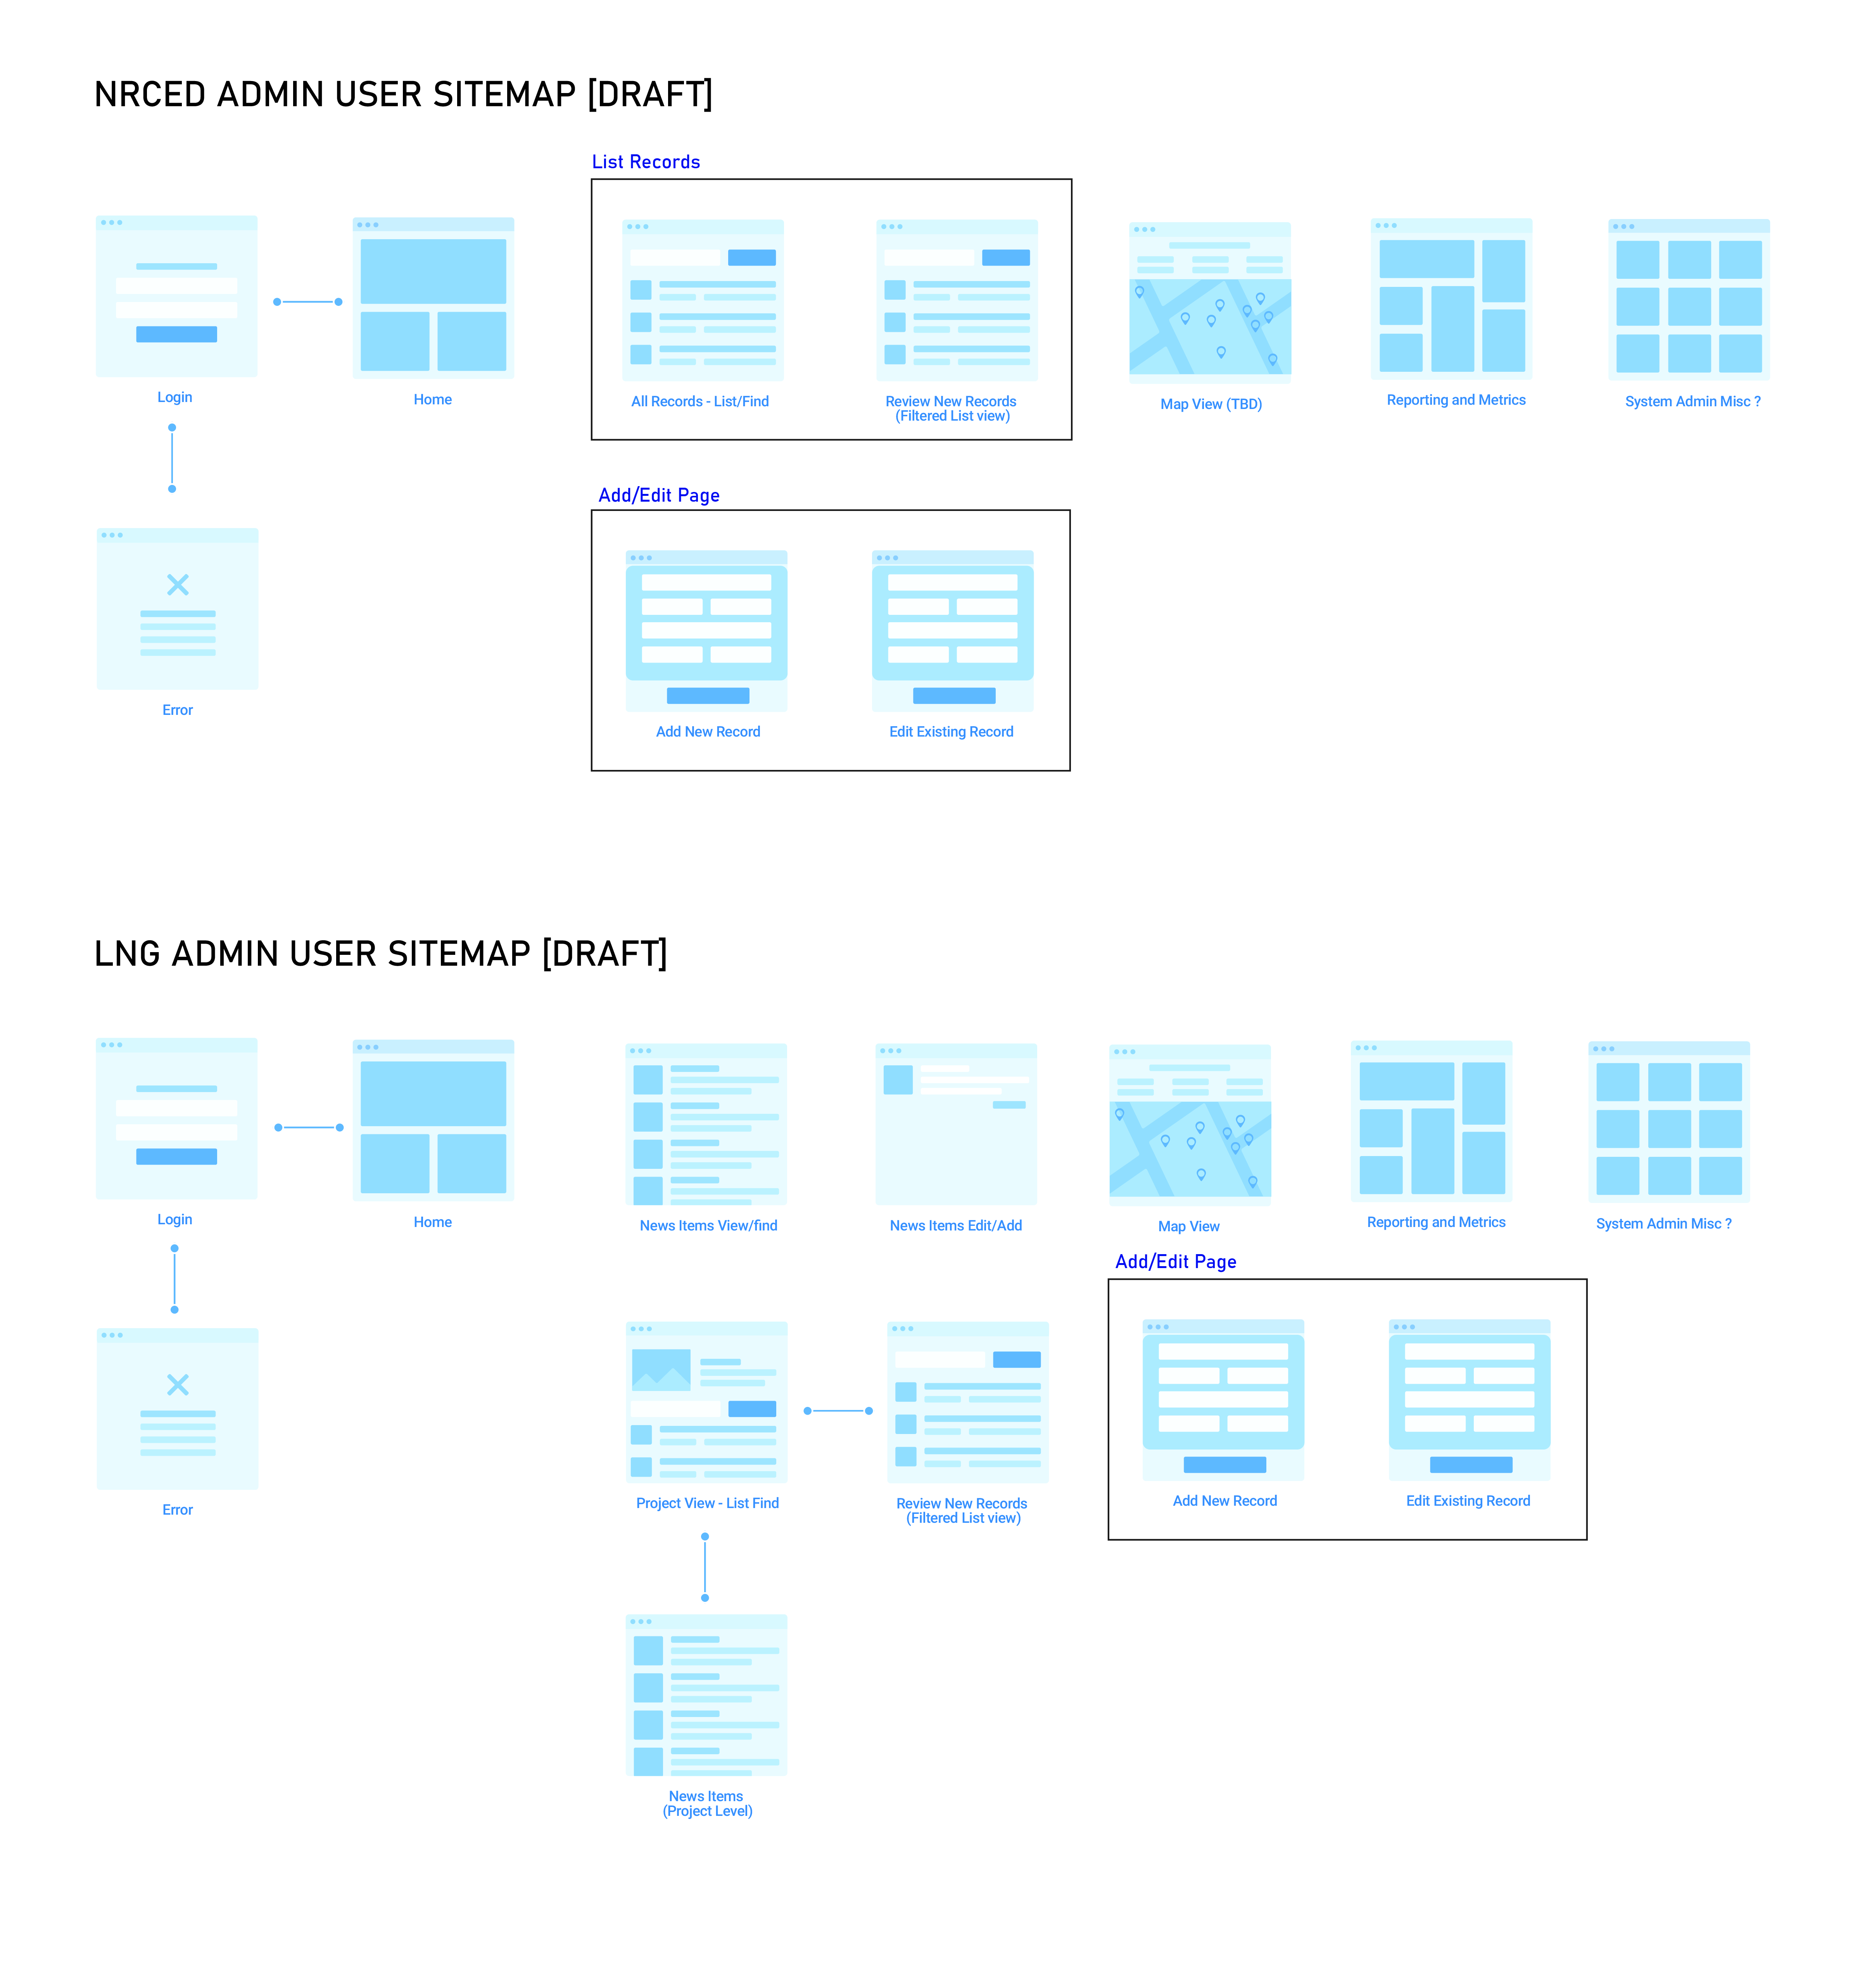 NRCED ADMIN USER SITEMAP [DRAFT]
List Records
Login
Home
All Records - List/Find
Review New Records
(Filtered List view)
Map View (TBD)
Reporting and Metrics
System Admin Misc ?
Add/Edit Page
Error
Add New Record
Edit Existing Record
LNG ADMIN USER SITEMAP [DRAFT]
Login
Home
News Items View/find
News Items Edit/Add
Map View
Reporting and Metrics
System Admin Misc ?
Add/Edit Page
Error
Project View - List Find
Review New Records
(Filtered List view)
Add New Record
Edit Existing Record
News Items
(Project Level)